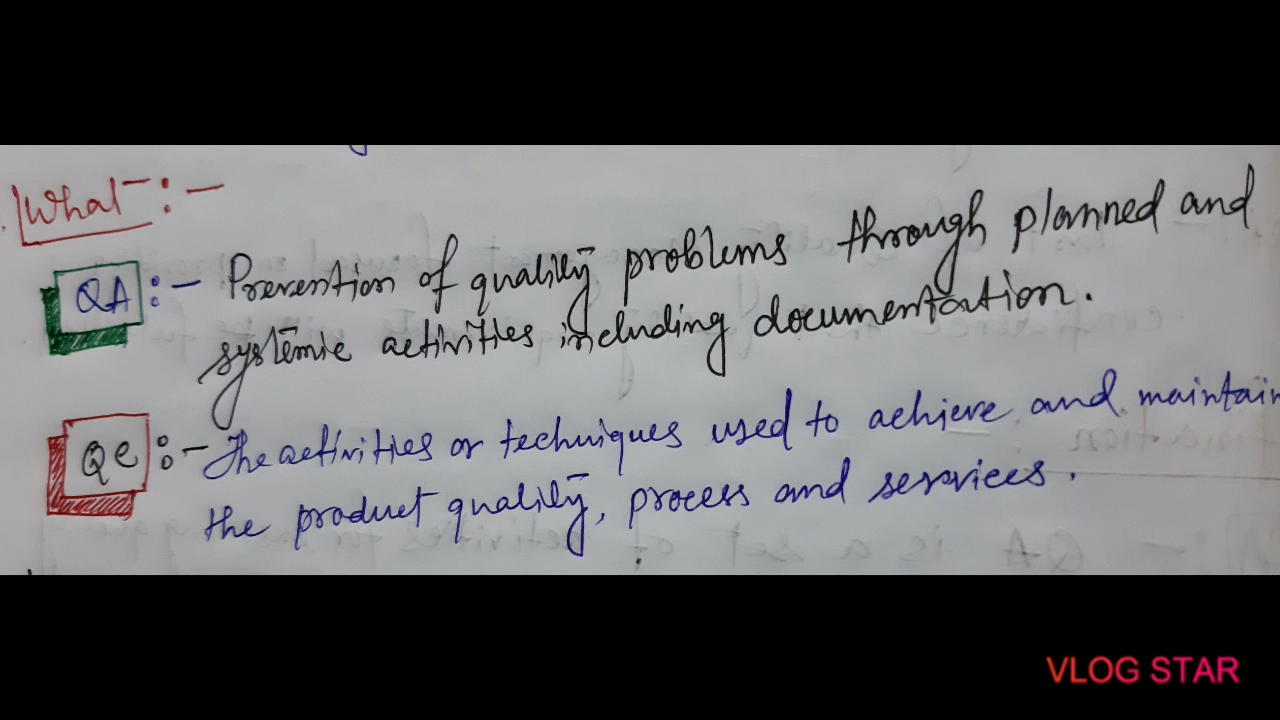 What :-
QA :- Prevention of quality problems through planned and
systemic activities including documentation.
QC :- The activities or techniques used to achieve and maintain
the product quality, process and services.
VLOG STAR